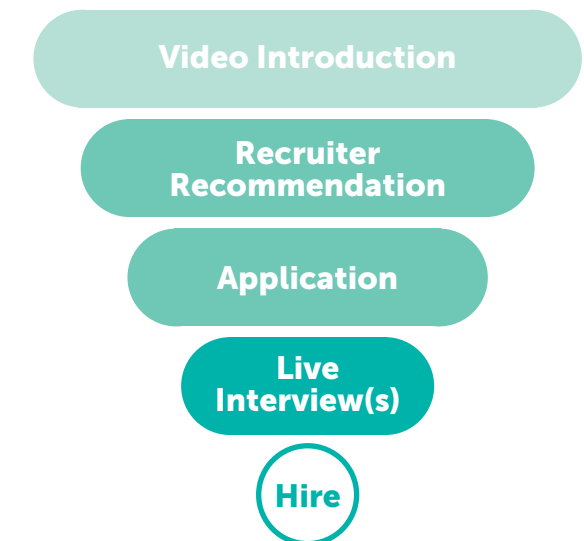 Video Introduction
Recruiter
Recommendation
Application
Live
Interview(s)
Hire